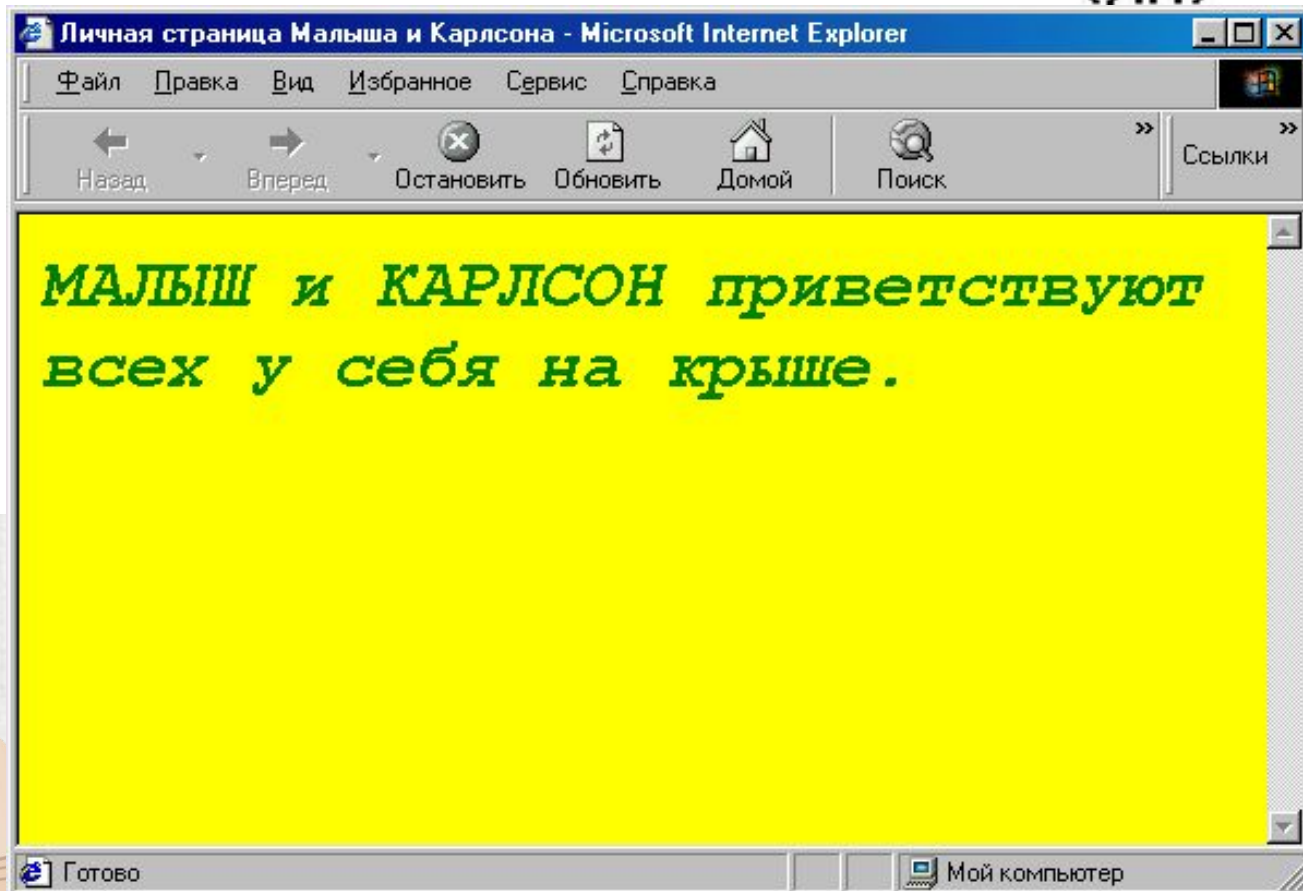 Личная страница Малыша и Карлсона - Microsoft Internet Explorer
Файл Правка Вид Избранное Сервис Справка
Назад Вперед Остановить Обновить Домой Поиск » Ссылки »
МАЛЫШ и КАРЛСОН приветствуют
всех у себя на крыше.
Готово Мой компьютер